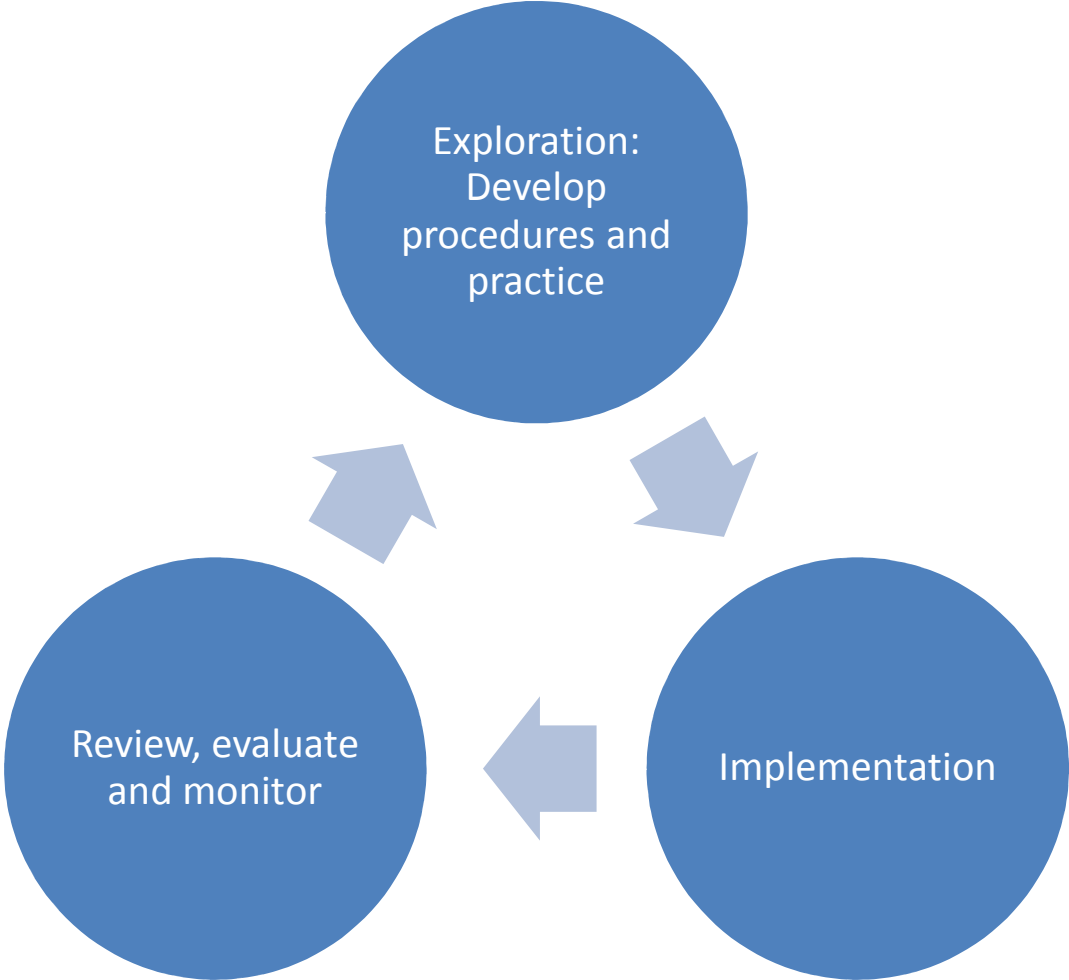 Exploration:
Develop
procedures and
practice
Implementation
Review, evaluate
and monitor